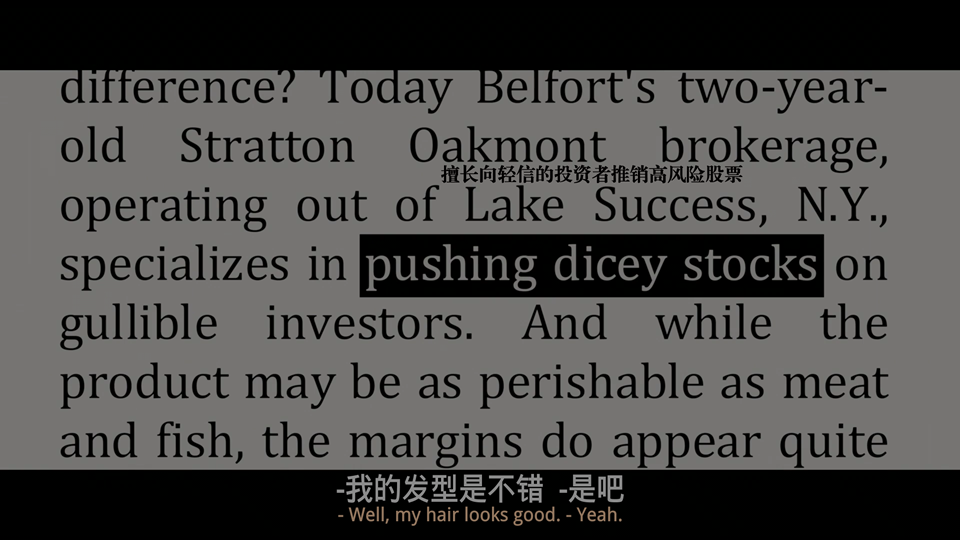 difference? Today Belfort's two-year-
old Stratton Oakmont brokerage,
擅长向轻信的投资者推销高风险股票
operating out of Lake Success, N.Y.,
specializes in pushing dicey stocks on
gullible investors. And while the
product may be as perishable as meat
and fish, the margins do appear quite
-我的发型是不错 -是吧
- Well, my hair looks good. - Yeah.